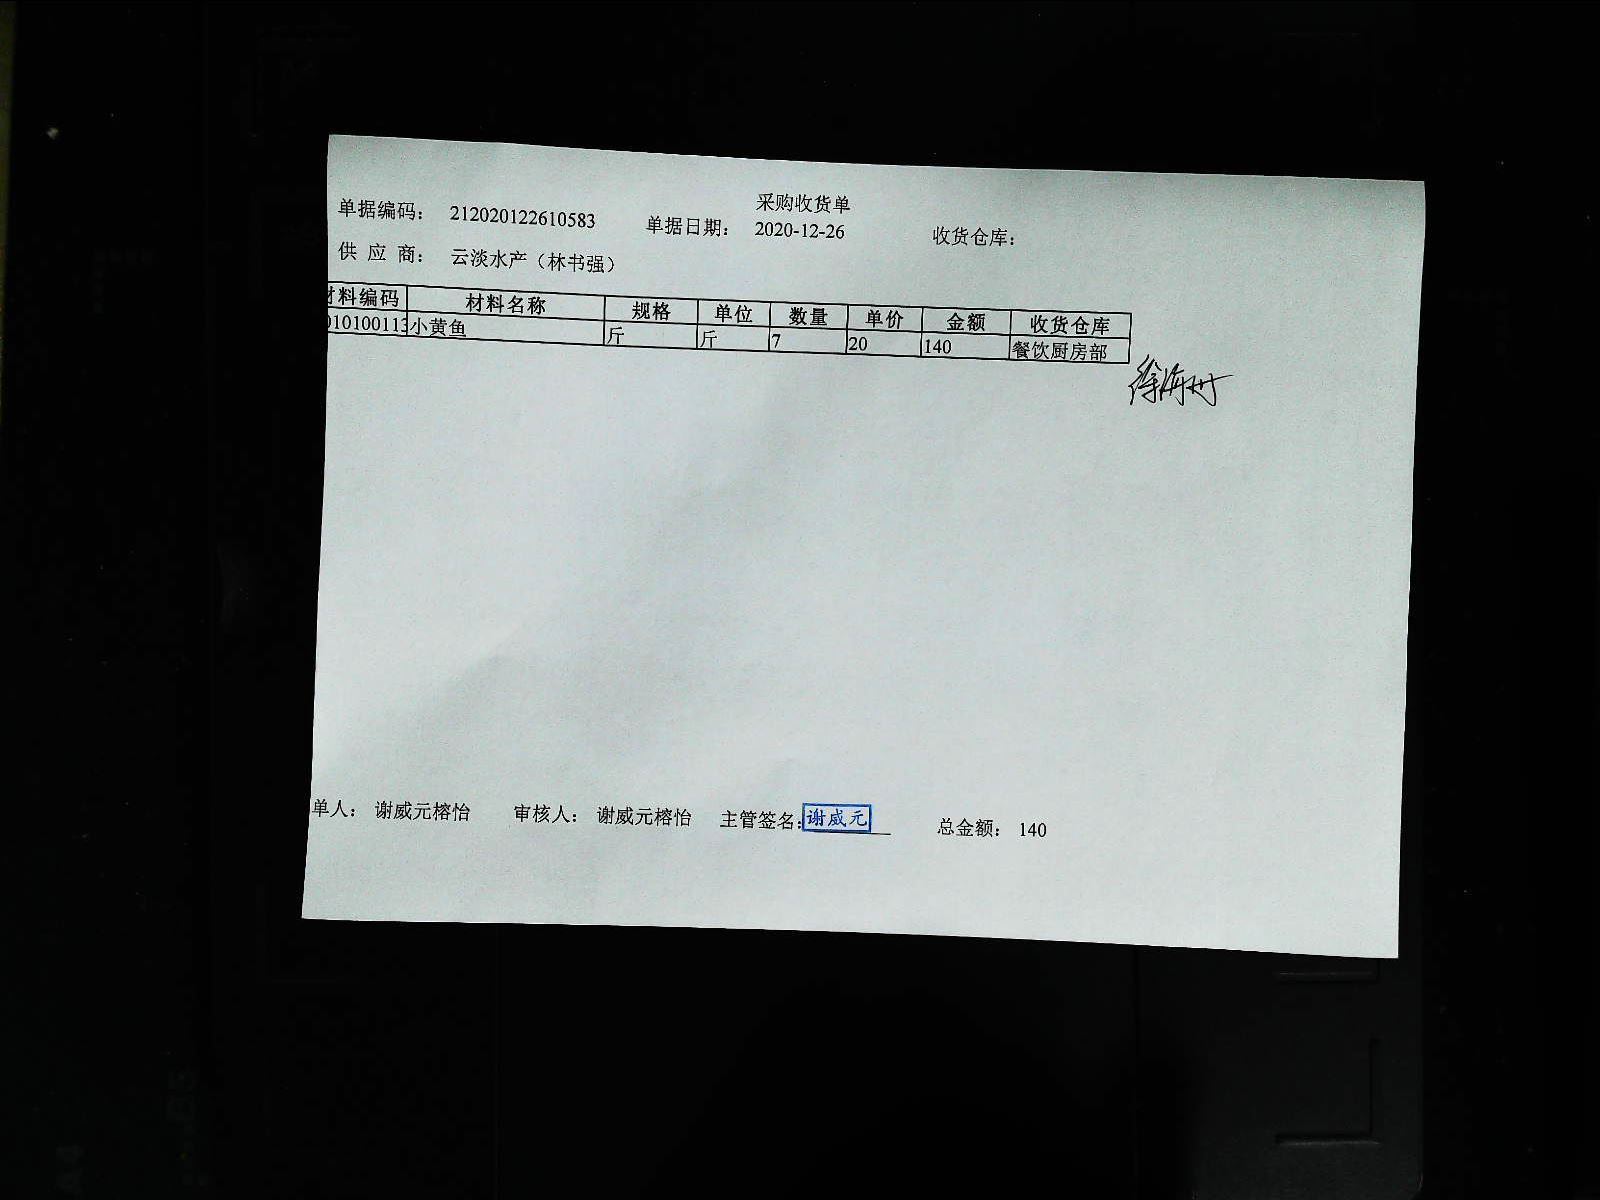 采购收货单
单据编码： 212020122610583 单据日期： 2020-12-26 收货仓库：
供 应 商： 云淡水产（林书强）
材料编码 材料名称 规格 单位 数量 单价 金额 收货仓库
010100113 小黄鱼 斤 斤 7 20 140 餐饮厨房部
单人： 谢威元榕怡 审核人： 谢威元榕怡 主管签名： 谢威元 总金额： 140